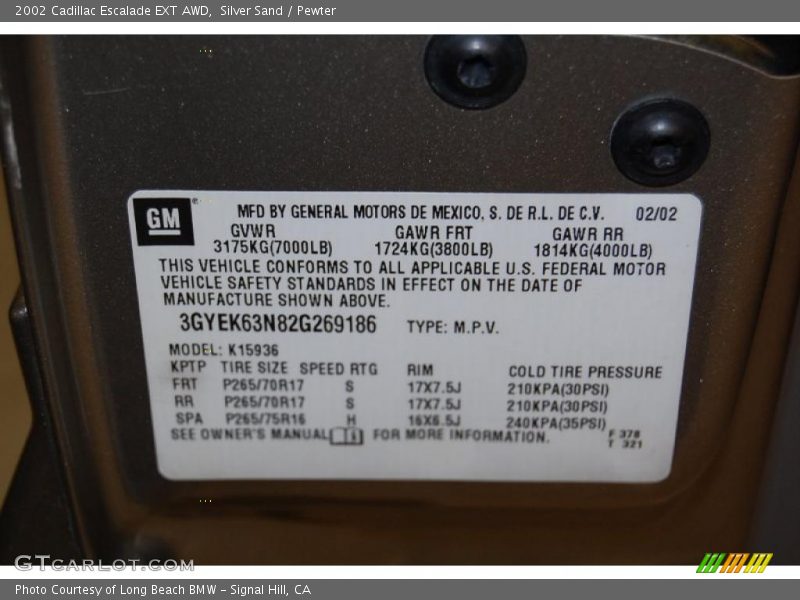 2002 Cadillac Escalade EXT AWD,  Silver Sand / Pewter
GM® MFD BY GENERAL MOTORS DE MEXICO, S. DE R.L. DE C.V. 02/02
GVWR GAWR FRT GAWR RR
3175KG(7000LB) 1724KG(3800LB) 1814KG(4000LB)
THIS VEHICLE CONFORMS TO ALL APPLICABLE U.S. FEDERAL MOTOR
VEHICLE SAFETY STANDARDS IN EFFECT ON THE DATE OF
MANUFACTURE SHOWN ABOVE.
3GYEK63N82G269186 TYPE: M.P.V.
MODEL: K15936
KPTP TIRE SIZE SPEED RTG RIM COLD TIRE PRESSURE
FRT P265/70R17 S 17X7.5J 210KPA(30PSI)
RR P265/70R17 S 17X7.5J 210KPA(30PSI)
SPA P265/75R16 H 16X6.5J 240KPA(35PSI)
SEE OWNER'S MANUAL FOR MORE INFORMATION. F 378
T 321
GTCARLOT.COM
Photo Courtesy of Long Beach BMW - Signal Hill, CA